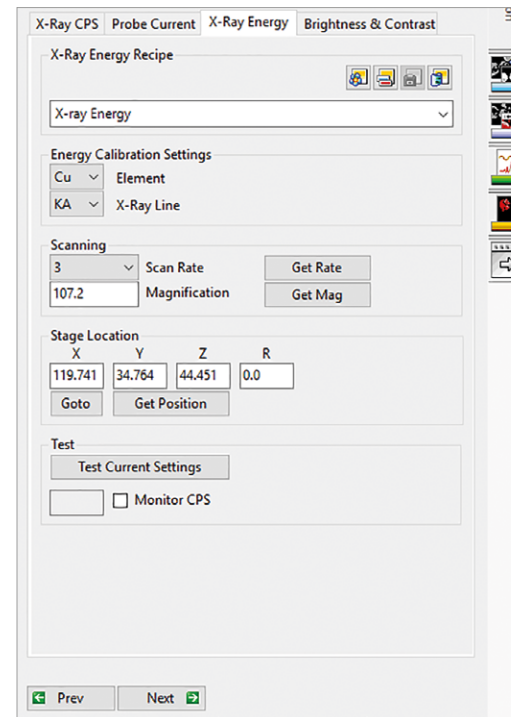 X-Ray CPS Probe Current X-Ray Energy Brightness & Contrast
X-Ray Energy Recipe
X-ray Energy
Energy Calibration Settings
Cu Element
KA X-Ray Line
Scanning
3 Scan Rate Get Rate
107.2 Magnification Get Mag
Stage Location
X Y Z R
119.741 34.764 44.451 0.0
Goto Get Position
Test
Test Current Settings
Monitor CPS
Prev Next